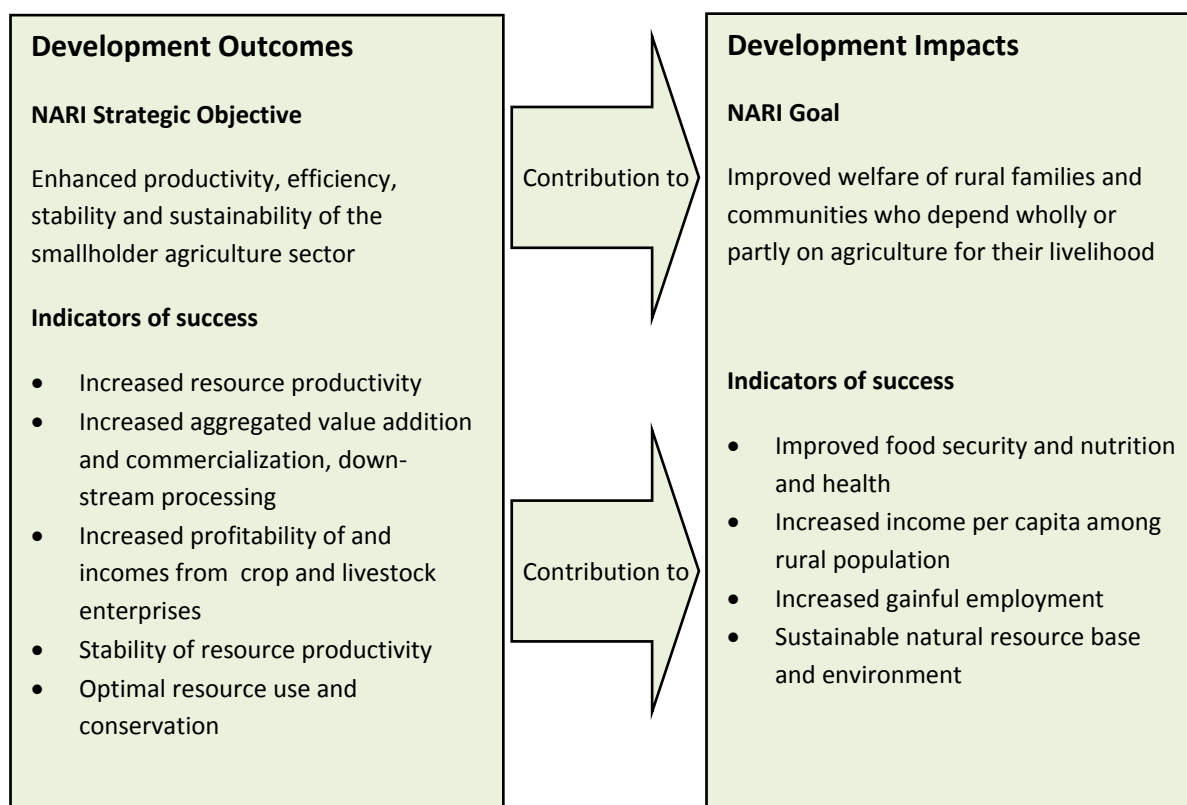 Development Outcomes
NARI Strategic Objective
Enhanced productivity, efficiency,
stability and sustainability of the
smallholder agriculture sector
Indicators of success
• Increased resource productivity
• Increased aggregated value addition
and commercialization, down-
stream processing
• Increased profitability of and
incomes from crop and livestock
enterprises
• Stability of resource productivity
• Optimal resource use and
conservation
Contribution to
Contribution to
Development Impacts
NARI Goal
Improved welfare of rural families and
communities who depend wholly or
partly on agriculture for their livelihood
Indicators of success
• Improved food security and nutrition
and health
• Increased income per capita among
rural population
• Increased gainful employment
• Sustainable natural resource base
and environment